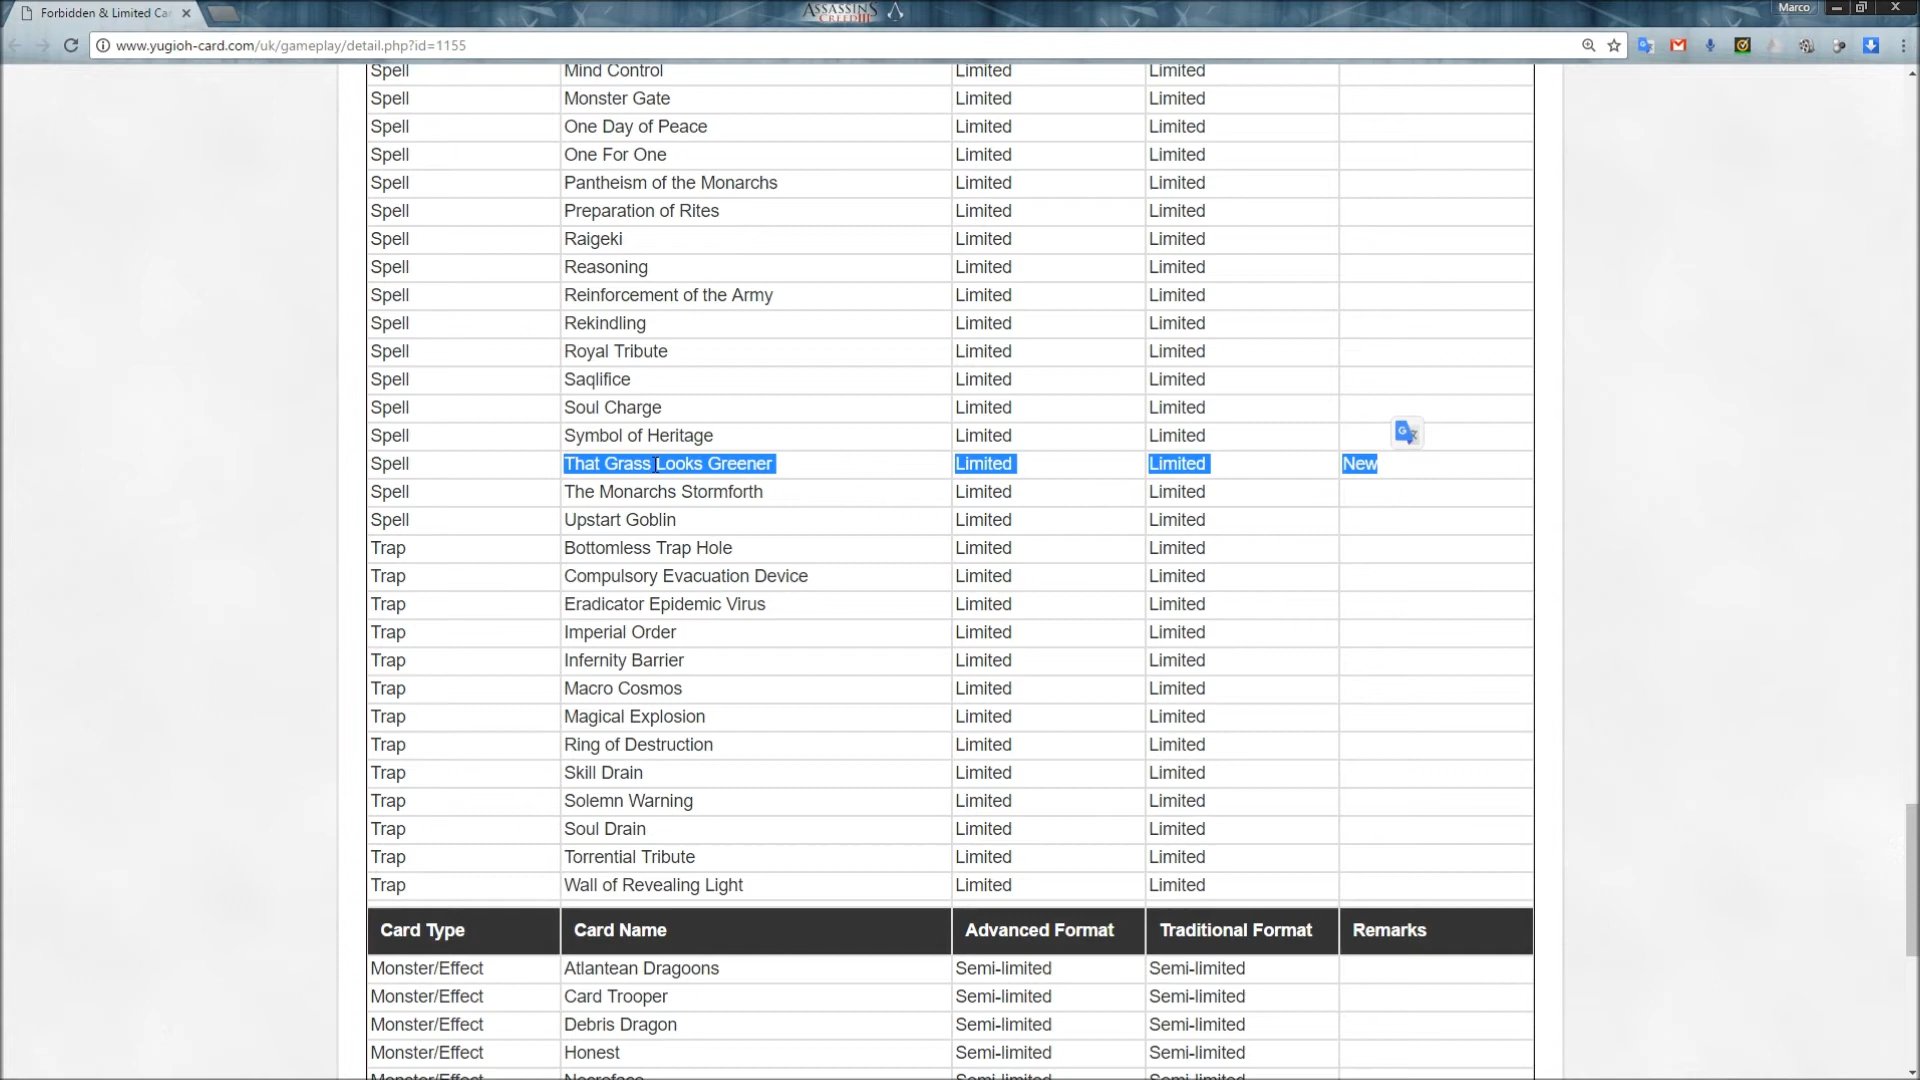 Forbidden & Limited Ca
ASSASSIN'S
CREED III
Marco
www.yugioh-card.com/uk/gameplay/detail.php?id=1155
Spell Mind Control Limited Limited
Spell Monster Gate Limited Limited
Spell One Day of Peace Limited Limited
Spell One For One Limited Limited
Spell Pantheism of the Monarchs Limited Limited
Spell Preparation of Rites Limited Limited
Spell Raigeki Limited Limited
Spell Reasoning Limited Limited
Spell Reinforcement of the Army Limited Limited
Spell Rekindling Limited Limited
Spell Royal Tribute Limited Limited
Spell Saqlifice Limited Limited
Spell Soul Charge Limited Limited
Spell Symbol of Heritage Limited Limited
Spell That Grass Looks Greener Limited Limited New
Spell The Monarchs Stormforth Limited Limited
Spell Upstart Goblin Limited Limited
Trap Bottomless Trap Hole Limited Limited
Trap Compulsory Evacuation Device Limited Limited
Trap Eradicator Epidemic Virus Limited Limited
Trap Imperial Order Limited Limited
Trap Infernity Barrier Limited Limited
Trap Macro Cosmos Limited Limited
Trap Magical Explosion Limited Limited
Trap Ring of Destruction Limited Limited
Trap Skill Drain Limited Limited
Trap Solemn Warning Limited Limited
Trap Soul Drain Limited Limited
Trap Torrential Tribute Limited Limited
Trap Wall of Revealing Light Limited Limited
Card Type Card Name Advanced Format Traditional Format Remarks
Monster/Effect Atlantean Dragoons Semi-limited Semi-limited
Monster/Effect Card Trooper Semi-limited Semi-limited
Monster/Effect Debris Dragon Semi-limited Semi-limited
Monster/Effect Honest Semi-limited Semi-limited
Monster/Effect Necroface Semi-limited Semi-limited